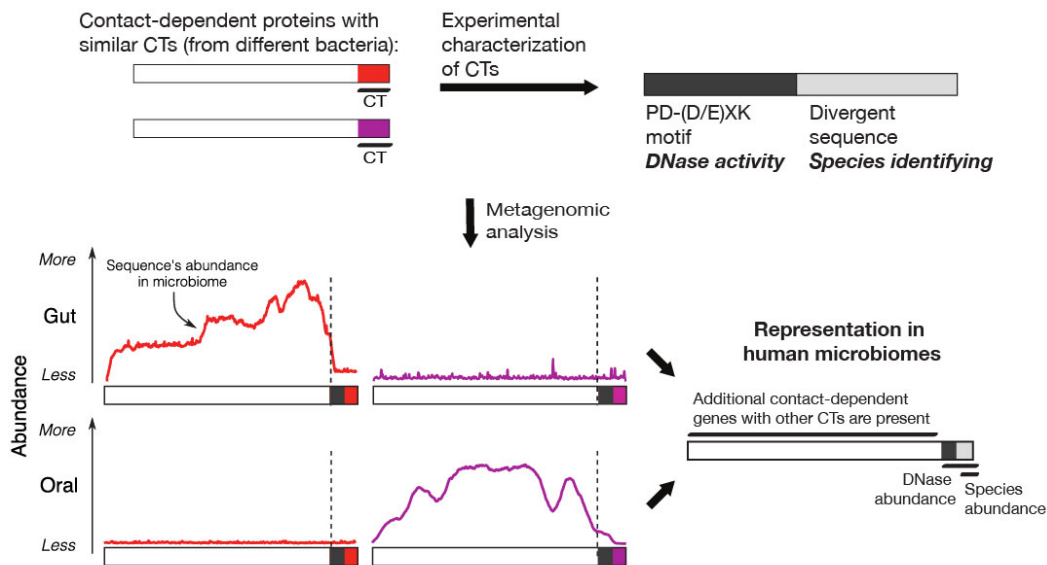 Contact-dependent proteins with
similar CTs (from different bacteria):
CT
CT
Experimental
characterization
of CTs
PD-(D/E)XK
motif
DNase activity
Divergent
sequence
Species identifying
Metagenomic
analysis
Abundance
More
Gut
Less
Sequence's abundance
in microbiome
More
Oral
Less
Representation in
human microbiomes
Additional contact-dependent
genes with other CTs are present
DNase
abundance
Species
abundance